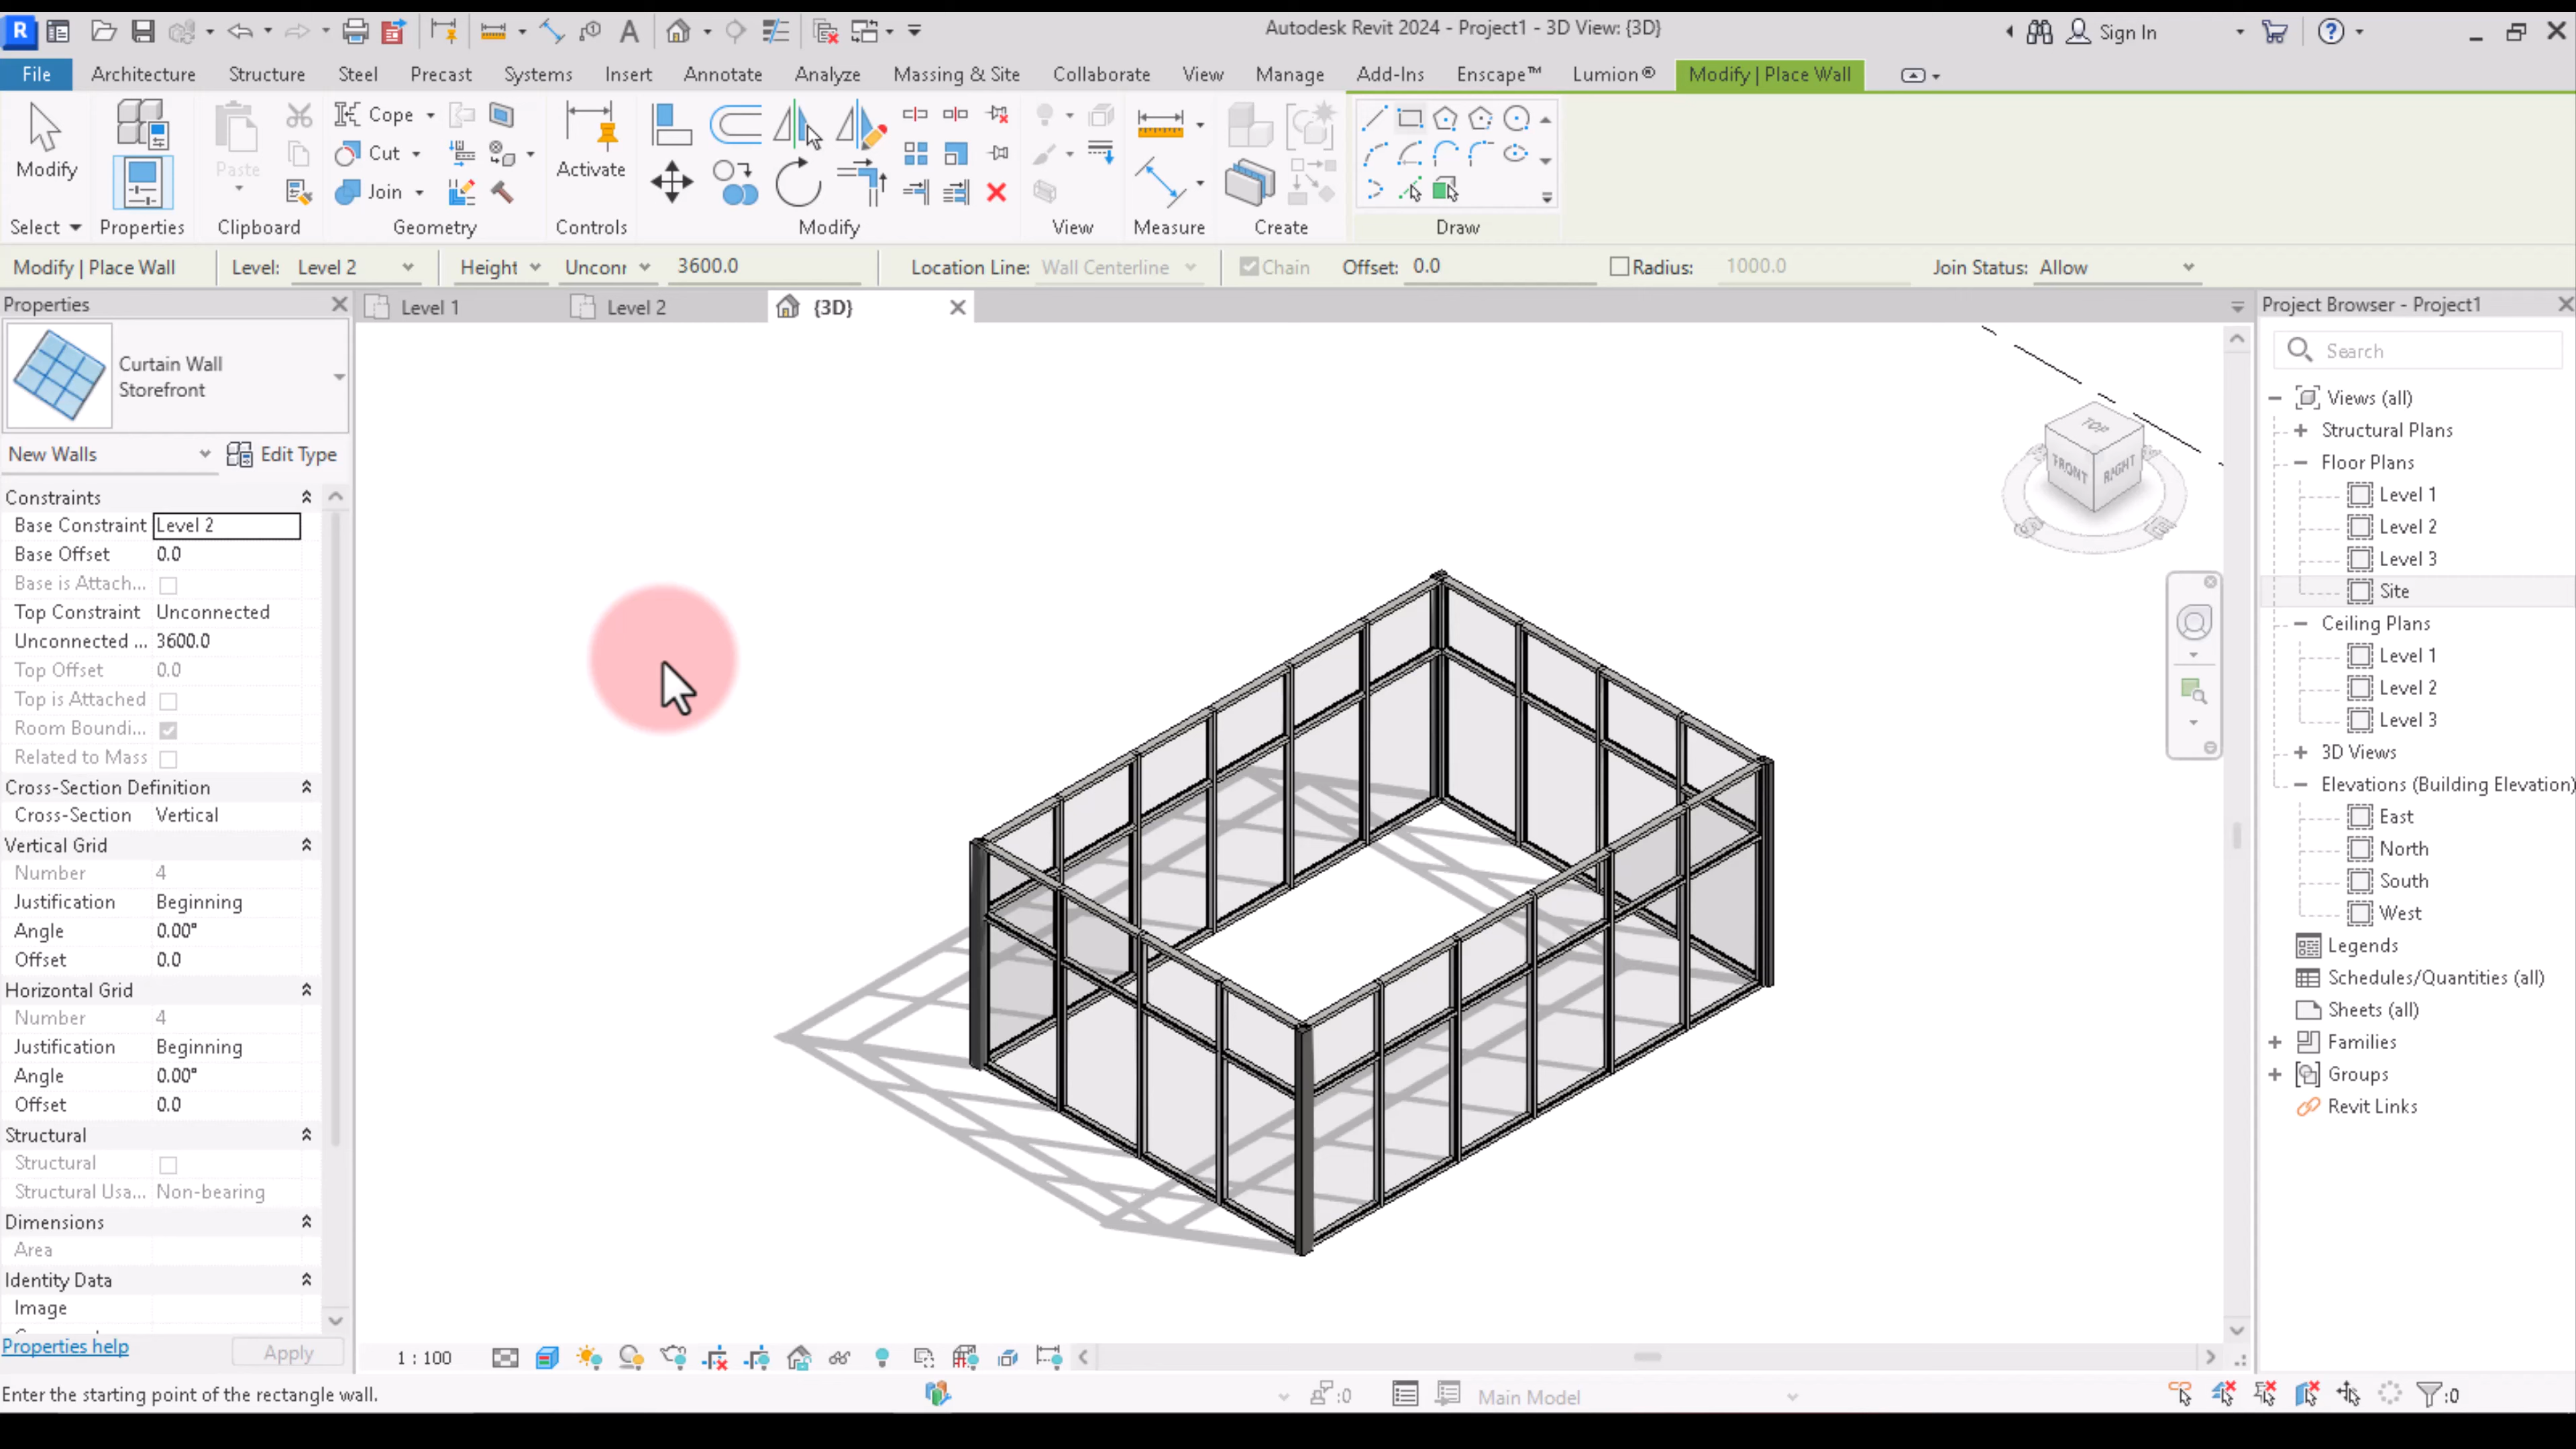 R
A
Autodesk Revit 2024 - Project1 - 3D View: {3D}
Sign In
File Architecture Structure Steel Precast Systems Insert Annotate Analyze Massing & Site Collaborate View Manage Add-Ins Enscape™ Lumion® Modify | Place Wall
Modify
Paste
Cope
Cut
Join
Activate
Select Properties Clipboard Geometry Controls Modify View Measure Create Draw
Modify | Place Wall Level: Level 2 Height Unconr 3600.0 Location Line: Wall Centerline Chain Offset: 0.0 Radius: 1000.0 Join Status: Allow
Properties
Level 1
Level 2
{3D}
Curtain Wall
Storefront
New Walls
Edit Type
Constraints
Base Constraint Level 2
Base Offset 0.0
Base is Attach...
Top Constraint Unconnected
Unconnected ... 3600.0
Top Offset 0.0
Top is Attached
Room Boundi...
Related to Mass
Cross-Section Definition
Cross-Section Vertical
Vertical Grid
Number 4
Justification Beginning
Angle 0.00°
Offset 0.0
Horizontal Grid
Number 4
Justification Beginning
Angle 0.00°
Offset 0.0
Structural
Structural
Structural Usa... Non-bearing
Dimensions
Area
Identity Data
Image
Properties help
Apply
TOP
FRONT
RIGHT
Project Browser - Project1
Search
Views (all)
Structural Plans
Floor Plans
Level 1
Level 2
Level 3
Site
Ceiling Plans
Level 1
Level 2
Level 3
3D Views
Elevations (Building Elevation)
East
North
South
West
Legends
Schedules/Quantities (all)
Sheets (all)
Families
Groups
Revit Links
1 : 100
Enter the starting point of the rectangle wall.
:0
Main Model
:0